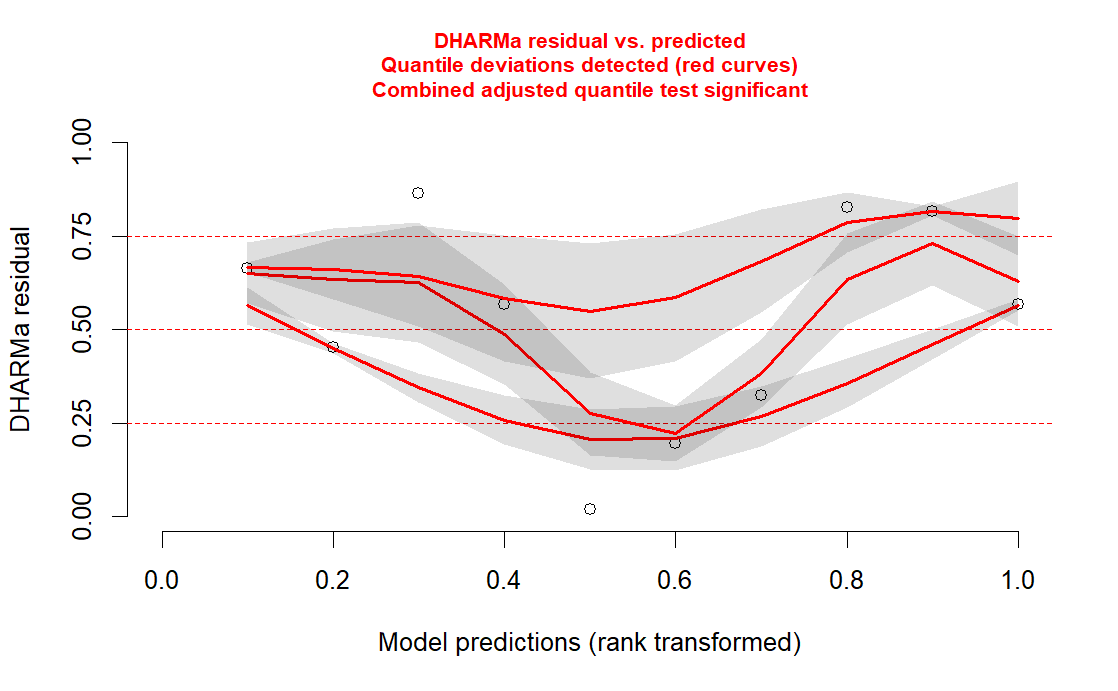 DHARMa residual vs. predicted
Quantile deviations detected (red curves)
Combined adjusted quantile test significant
DHARMa residual
1.00
0.75
0.50
0.25
0.00
0.0 0.2 0.4 0.6 0.8 1.0
Model predictions (rank transformed)